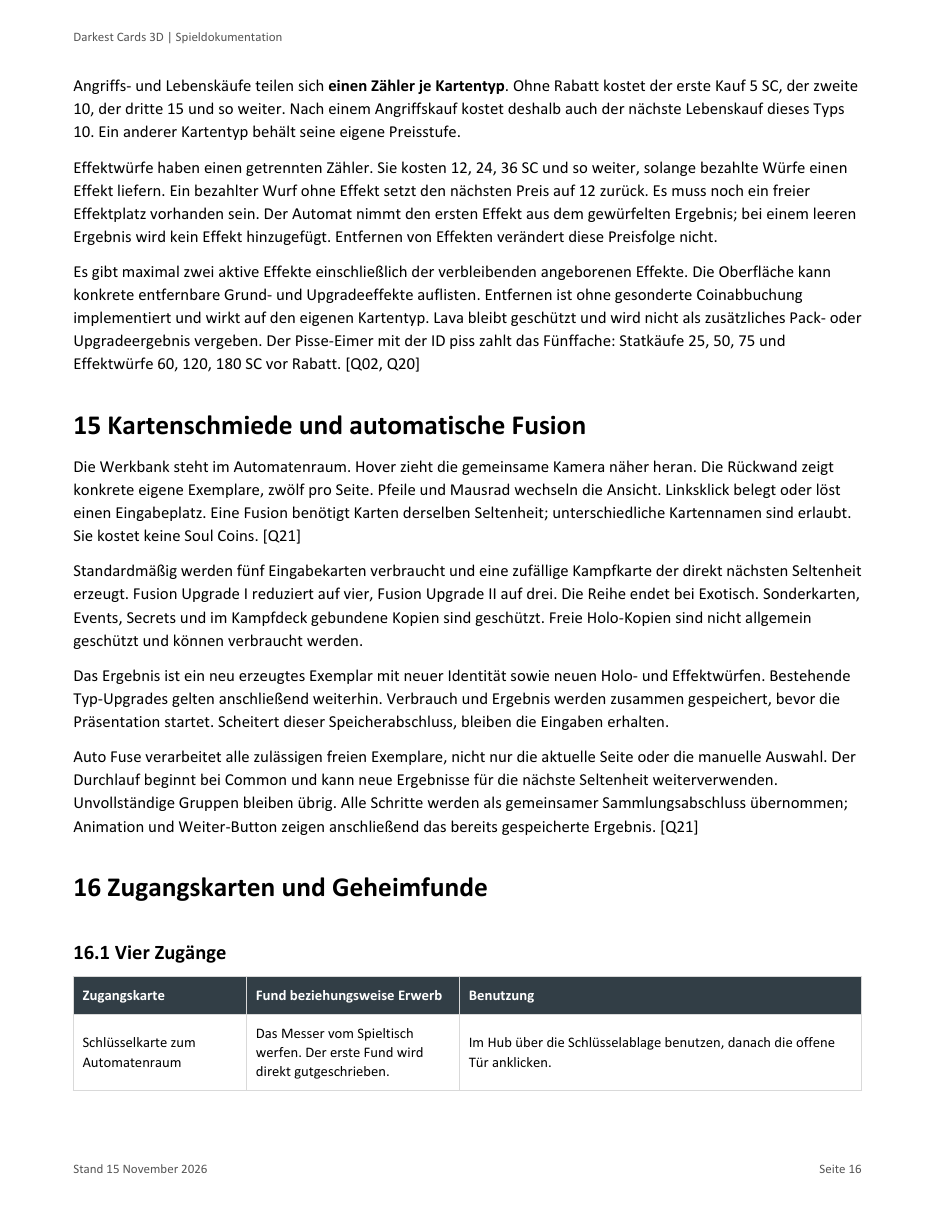 Darkest Cards 3D | Spieldokumentation
Angriffs- und Lebenskäufe teilen sich einen Zähler je Kartentyp. Ohne Rabatt kostet der erste Kauf 5 SC, der zweite
10, der dritte 15 und so weiter. Nach einem Angriffskauf kostet deshalb auch der nächste Lebenskauf dieses Typs
10. Ein anderer Kartentyp behält seine eigene Preisstufe.
Effektwürfe haben einen getrennten Zähler. Sie kosten 12, 24, 36 SC und so weiter, solange bezahlte Würfe einen
Effekt liefern. Ein bezahlter Wurf ohne Effekt setzt den nächsten Preis auf 12 zurück. Es muss noch ein freier
Effektplatz vorhanden sein. Der Automat nimmt den ersten Effekt aus dem gewürfelten Ergebnis; bei einem leeren
Ergebnis wird kein Effekt hinzugefügt. Entfernen von Effekten verändert diese Preisfolge nicht.
Es gibt maximal zwei aktive Effekte einschließlich der verbleibenden angeborenen Effekte. Die Oberfläche kann
konkrete entfernbare Grund- und Upgradeeffekte auflisten. Entfernen ist ohne gesonderte Coinabbuchung
implementiert und wirkt auf den eigenen Kartentyp. Lava bleibt geschützt und wird nicht als zusätzliches Pack- oder
Upgradeergebnis vergeben. Der Pisse-Eimer mit der ID piss zahlt das Fünffache: Statkäufe 25, 50, 75 und
Effektwürfe 60, 120, 180 SC vor Rabatt. [Q02, Q20]
15 Kartenschmiede und automatische Fusion
Die Werkbank steht im Automatenraum. Hover zieht die gemeinsame Kamera näher heran. Die Rückwand zeigt
konkrete eigene Exemplare, zwölf pro Seite. Pfeile und Mausrad wechseln die Ansicht. Linksklick belegt oder löst
einen Eingabeplatz. Eine Fusion benötigt Karten derselben Seltenheit; unterschiedliche Kartennamen sind erlaubt.
Sie kostet keine Soul Coins. [Q21]
Standardmäßig werden fünf Eingabekarten verbraucht und eine zufällige Kampfkarte der direkt nächsten Seltenheit
erzeugt. Fusion Upgrade I reduziert auf vier, Fusion Upgrade II auf drei. Die Reihe endet bei Exotisch. Sonderkarten,
Events, Secrets und im Kampfdeck gebundene Kopien sind geschützt. Freie Holo-Kopien sind nicht allgemein
geschützt und können verbraucht werden.
Das Ergebnis ist ein neu erzeugtes Exemplar mit neuer Identität sowie neuen Holo- und Effektwürfen. Bestehende
Typ-Upgrades gelten anschließend weiterhin. Verbrauch und Ergebnis werden zusammen gespeichert, bevor die
Präsentation startet. Scheitert dieser Speicherabschluss, bleiben die Eingaben erhalten.
Auto Fuse verarbeitet alle zulässigen freien Exemplare, nicht nur die aktuelle Seite oder die manuelle Auswahl. Der
Durchlauf beginnt bei Common und kann neue Ergebnisse für die nächste Seltenheit weiterverwenden.
Unvollständige Gruppen bleiben übrig. Alle Schritte werden als gemeinsamer Sammlungsabschluss übernommen;
Animation und Weiter-Button zeigen anschließend das bereits gespeicherte Ergebnis. [Q21]
16 Zugangskarten und Geheimfunde
16.1 Vier Zugänge
Zugangskarte
Fund beziehungsweise Erwerb
Benutzung
Schlüsselkarte zum
Automatenraum
Das Messer vom Spieltisch
werfen. Der erste Fund wird
direkt gutgeschrieben.
Im Hub über die Schlüsselablage benutzen, danach die offene
Tür anklicken.
Stand 15 November 2026
Seite 16